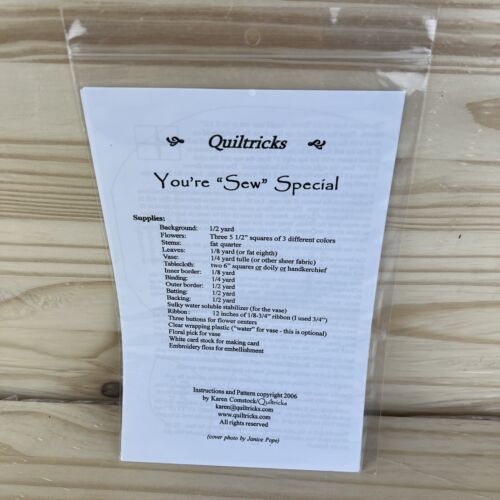 Quiltricks
You're "Sew" Special
Supplies:
Background: 1/2 yard
Flowers: Three 5 1/2" squares of 3 different colors
Stems: fat quarter
Leaves: 1/8 yard (or fat eighth)
Vase: 1/4 yard tulle (or other sheer fabric)
Tablecloth: two 6" squares or doily or handkerchief
Inner border: 1/8 yard
Binding: 1/4 yard
Outer border: 1/2 yard
Batting: 1/2 yard
Backing: 1/2 yard
Sulky water soluble stabilizer (for the vase)
Ribbon: 12 inches of 1/8-3/4" ribbon (I used 3/4")
Three buttons for flower centers
Clear wrapping plastic ("water" for vase - this is optional)
Floral pick for vase
White card stock for making card
Embroidery floss for embellishment
Instructions and Pattern copyright 2006
by Karen Comstock/Quiltricks
karen@quiltricks.com
www.quiltricks.com
All rights reserved
(cover photo by Janice Pope)